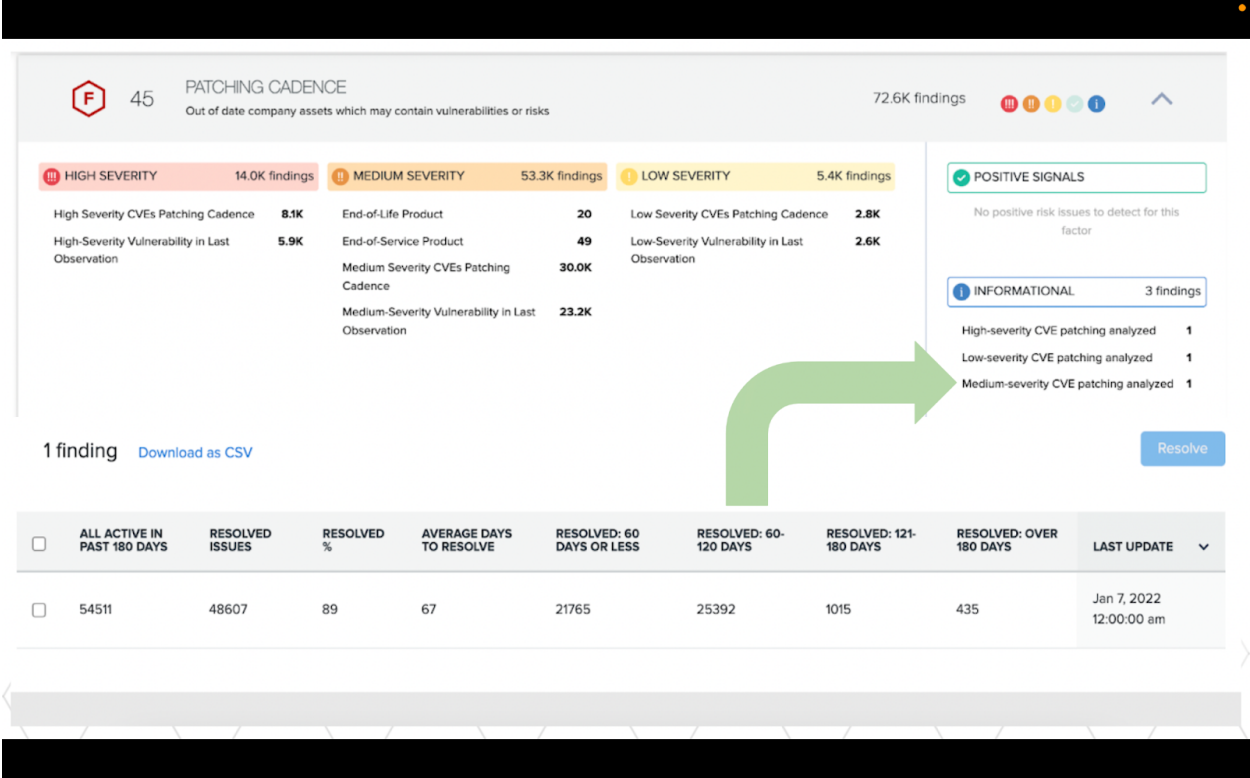 F 45 PATCHING CADENCE 72.6K findings
Out of date company assets which may contain vulnerabilities or risks
HIGH SEVERITY 14.0K findings
High Severity CVEs Patching Cadence 8.1K
High-Severity Vulnerability in Last 5.9K
Observation
MEDIUM SEVERITY 53.3K findings
End-of-Life Product 20
End-of-Service Product 49
Medium Severity CVEs Patching 30.0K
Cadence
Medium-Severity Vulnerability in Last 23.2K
Observation
LOW SEVERITY 5.4K findings
Low Severity CVEs Patching Cadence 2.8K
Low-Severity Vulnerability in Last 2.6K
Observation
POSITIVE SIGNALS
No positive risk issues to detect for this
factor
INFORMATIONAL 3 findings
High-severity CVE patching analyzed 1
Low-severity CVE patching analyzed 1
Medium-severity CVE patching analyzed 1
1 finding Download as CSV Resolve
ALL ACTIVE IN RESOLVED RESOLVED AVERAGE DAYS RESOLVED: 60 RESOLVED: 60- RESOLVED: 121- RESOLVED: OVER LAST UPDATE
PAST 180 DAYS ISSUES % TO RESOLVE DAYS OR LESS 120 DAYS 180 DAYS 180 DAYS
54511 48607 89 67 21765 25392 1015 435 Jan 7, 2022
12:00:00 am